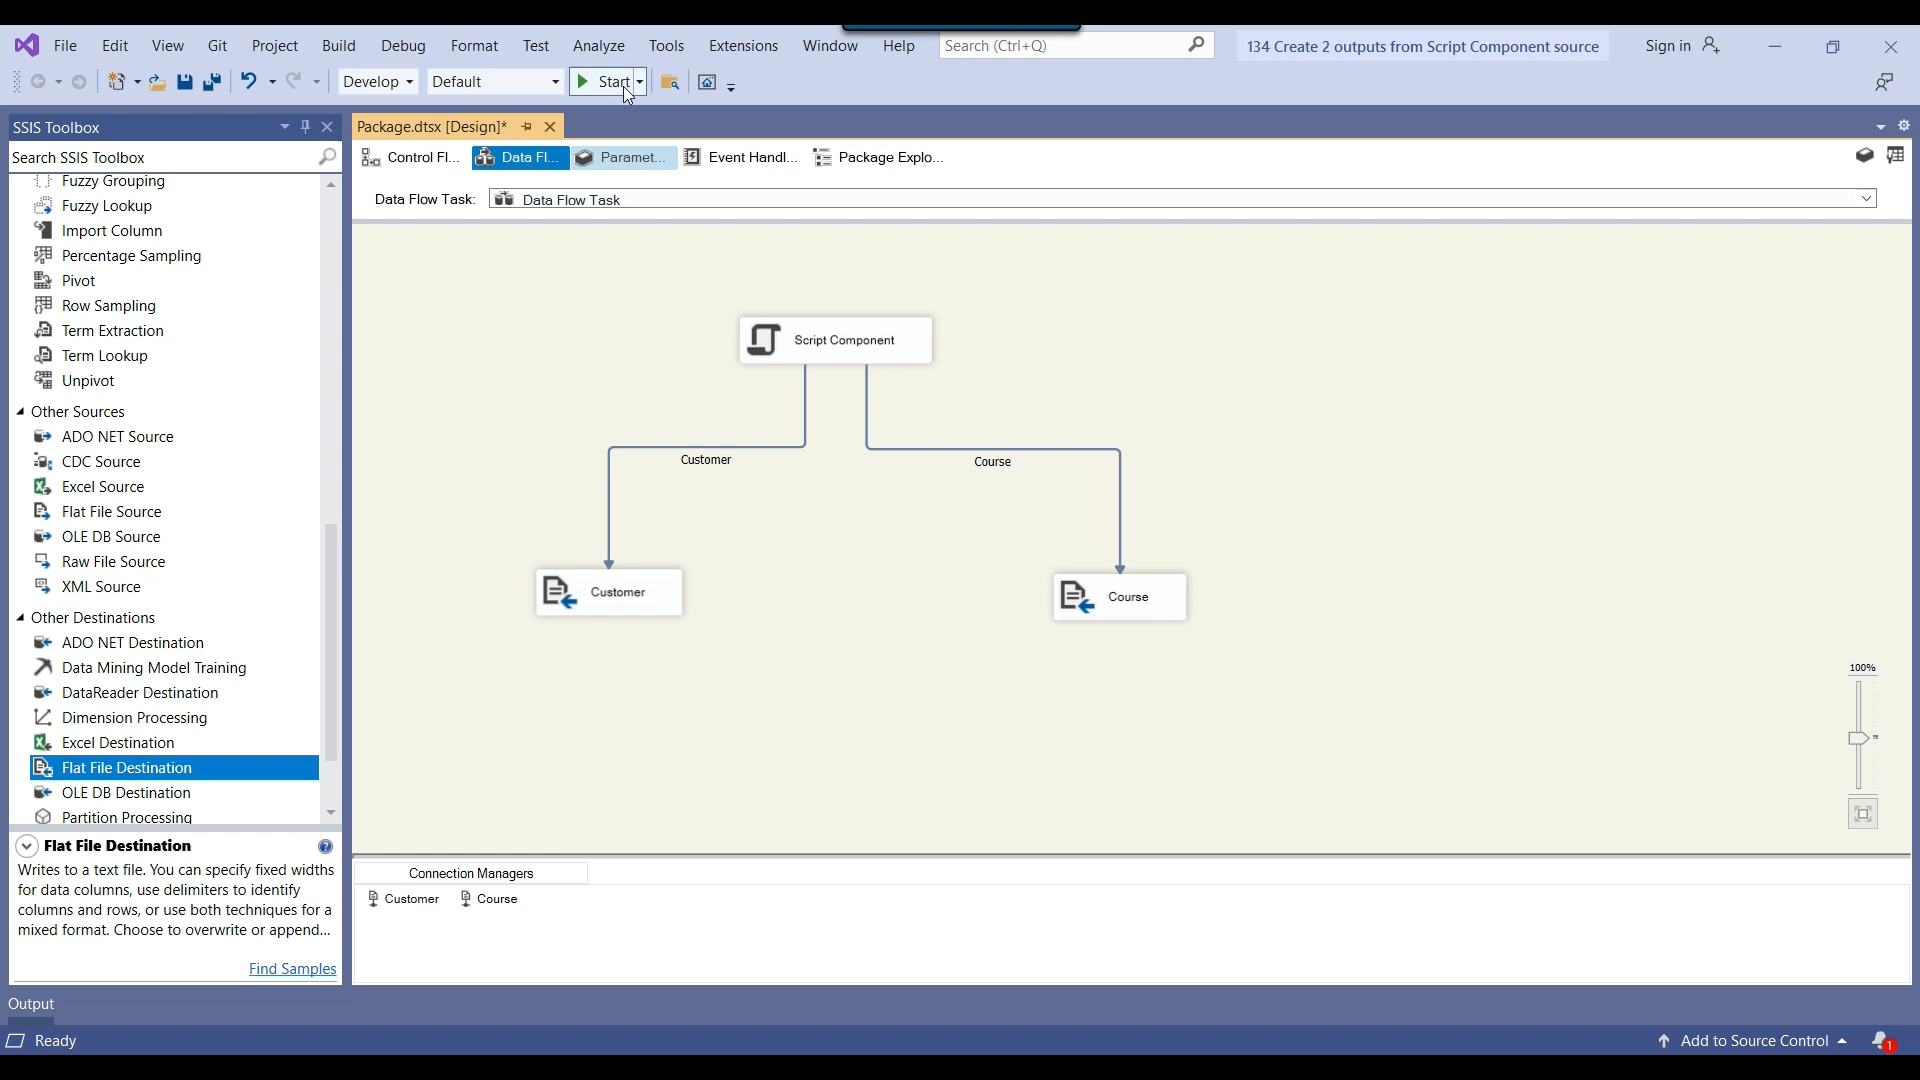 File Edit View Git Project Build Debug Format Test Analyze Tools Extensions Window Help Search (Ctrl+Q) 134 Create 2 outputs from Script Component source Sign in
Develop Default Start
SSIS Toolbox
Package.dtsx [Design]*
Search SSIS Toolbox
Control Fl... Data Fl... Paramet... Event Handl... Package Explo...
Data Flow Task: Data Flow Task
Fuzzy Grouping
Fuzzy Lookup
Import Column
Percentage Sampling
Pivot
Row Sampling
Term Extraction
Term Lookup
Unpivot
Other Sources
ADO NET Source
CDC Source
Excel Source
Flat File Source
OLE DB Source
Raw File Source
XML Source
Other Destinations
ADO NET Destination
Data Mining Model Training
DataReader Destination
Dimension Processing
Excel Destination
Flat File Destination
OLE DB Destination
Partition Processing
Flat File Destination
Writes to a text file. You can specify fixed widths
for data columns, use delimiters to identify
columns and rows, or use both techniques for a
mixed format. Choose to overwrite or append...
Find Samples
Script Component
Customer Course
Customer Course
100%
Connection Managers
Customer Course
Output
Ready Add to Source Control 1